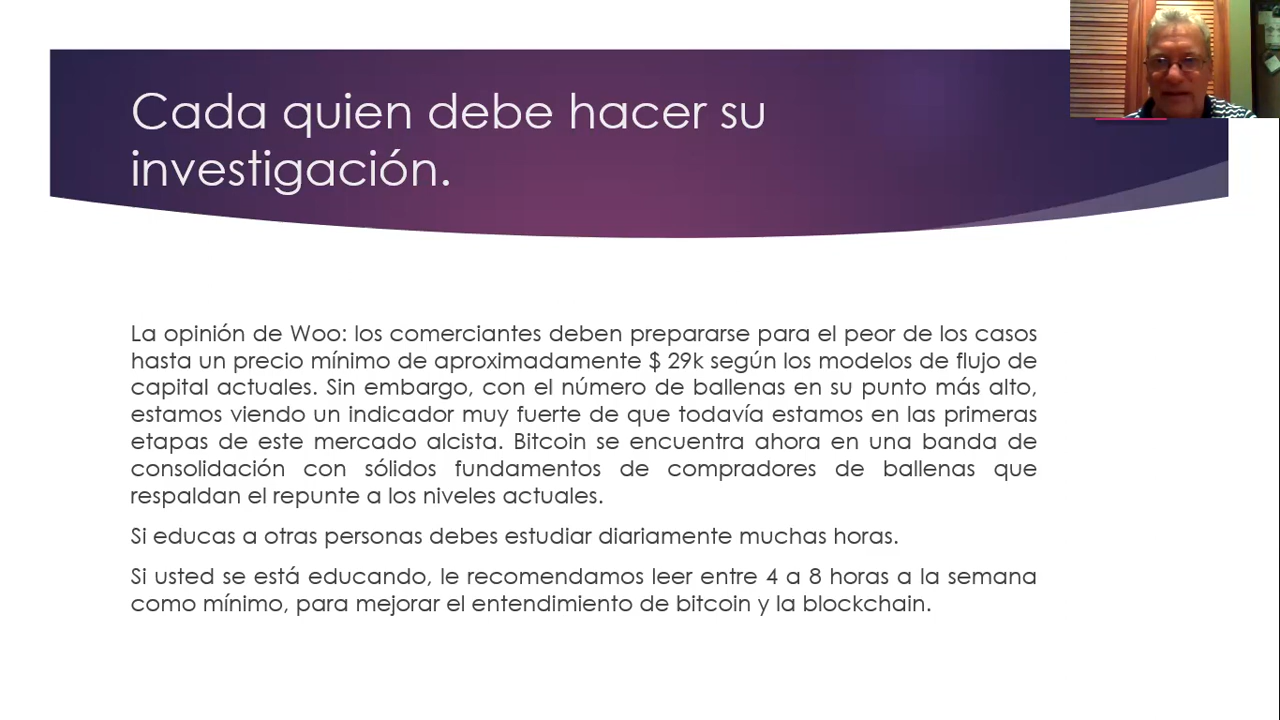 Cada quien debe hacer su
investigación.
La opinión de Woo: los comerciantes deben prepararse para el peor de los casos
hasta un precio mínimo de aproximadamente $ 29k según los modelos de flujo de
capital actuales. Sin embargo, con el número de ballenas en su punto más alto,
estamos viendo un indicador muy fuerte de que todavía estamos en las primeras
etapas de este mercado alcista. Bitcoin se encuentra ahora en una banda de
consolidación con sólidos fundamentos de compradores de ballenas que
respaldan el repunte a los niveles actuales.
Si educas a otras personas debes estudiar diariamente muchas horas.
Si usted se está educando, le recomendamos leer entre 4 a 8 horas a la semana
como mínimo, para mejorar el entendimiento de bitcoin y la blockchain.